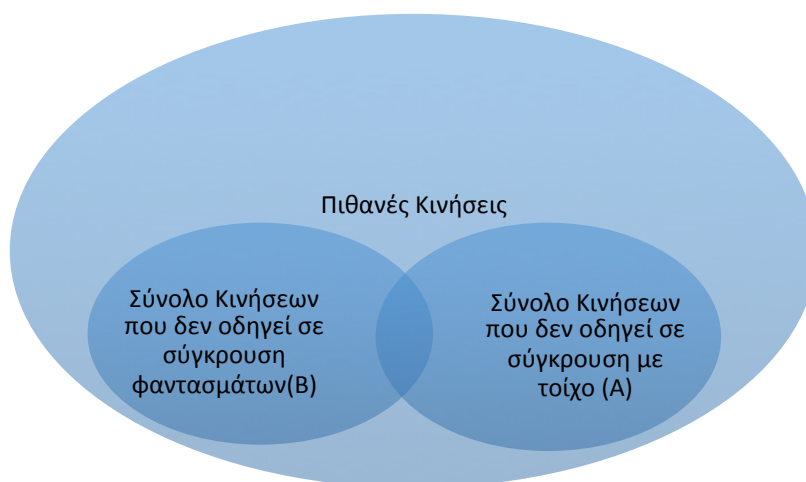 Πιθανές Κινήσεις
Σύνολο Κινήσεων
που δεν οδηγεί σε
σύγκρουση
φαντασμάτων(Β)
Σύνολο Κινήσεων
που δεν οδηγεί σε
σύγκρουση με
τοίχο (Α)